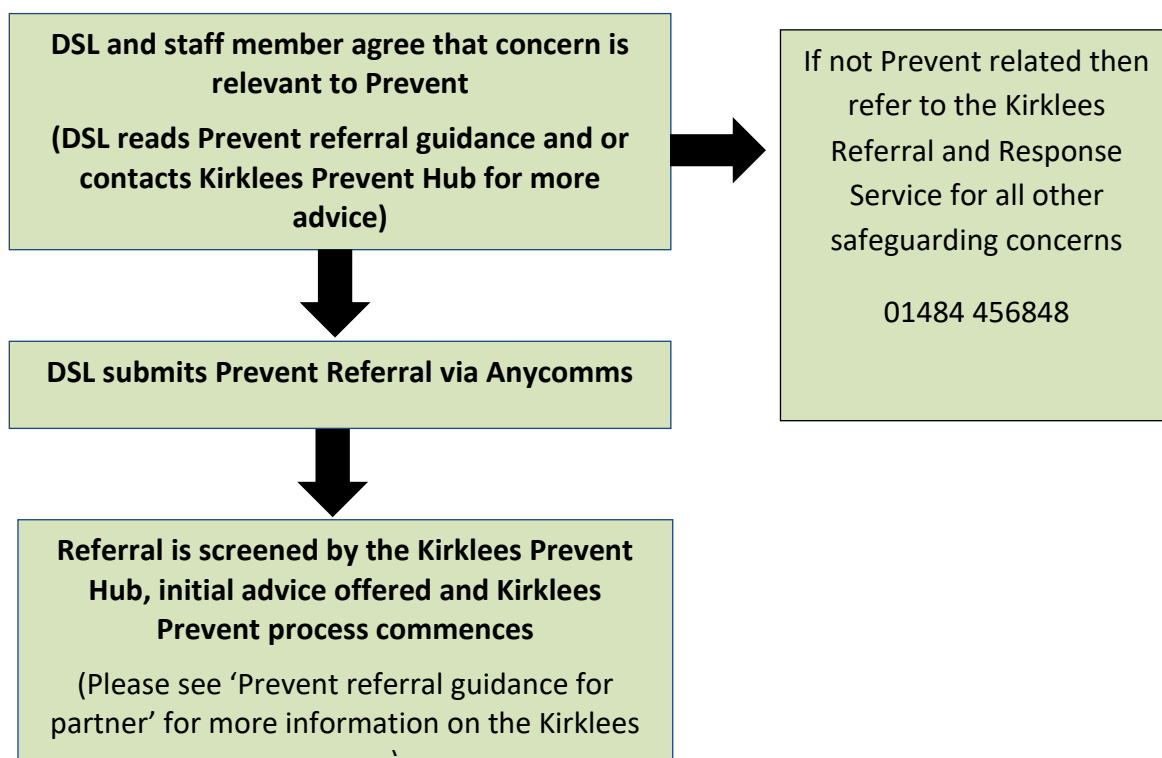 DSL and staff member agree that concern is
relevant to Prevent
(DSL reads Prevent referral guidance and or
contacts Kirklees Prevent Hub for more
advice)
If not Prevent related then
refer to the Kirklees
Referral and Response
Service for all other
safeguarding concerns
01484 456848
DSL submits Prevent Referral via Anycomms
Referral is screened by the Kirklees Prevent
Hub, initial advice offered and Kirklees
Prevent process commences
(Please see ‘Prevent referral guidance for
partner’ for more information on the Kirklees